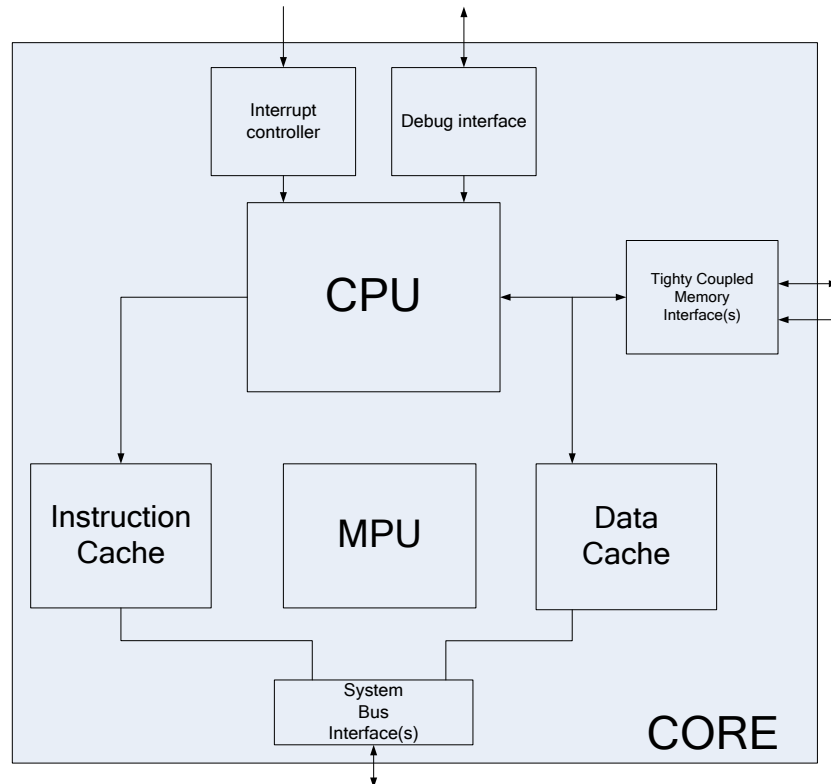 Interrupt
controller
Debug interface
CPU
Tighty Coupled
Memory
Interface(s)
Instruction
Cache
MPU
Data
Cache
System
Bus
Interface(s)
CORE